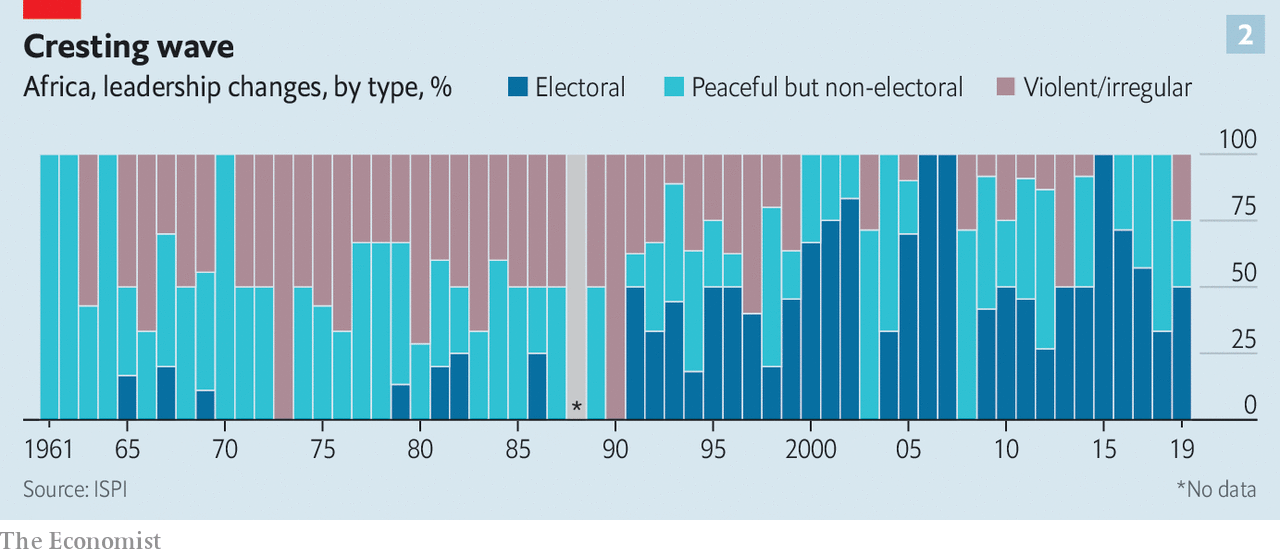 Cresting wave
2
Africa, leadership changes, by type, %
Electoral
Peaceful but non-electoral
Violent/irregular
100
75
50
25
0
*
1961 65 70 75 80 85 90 95 2000 05 10 15 19
Source: ISPI
*No data
The Economist